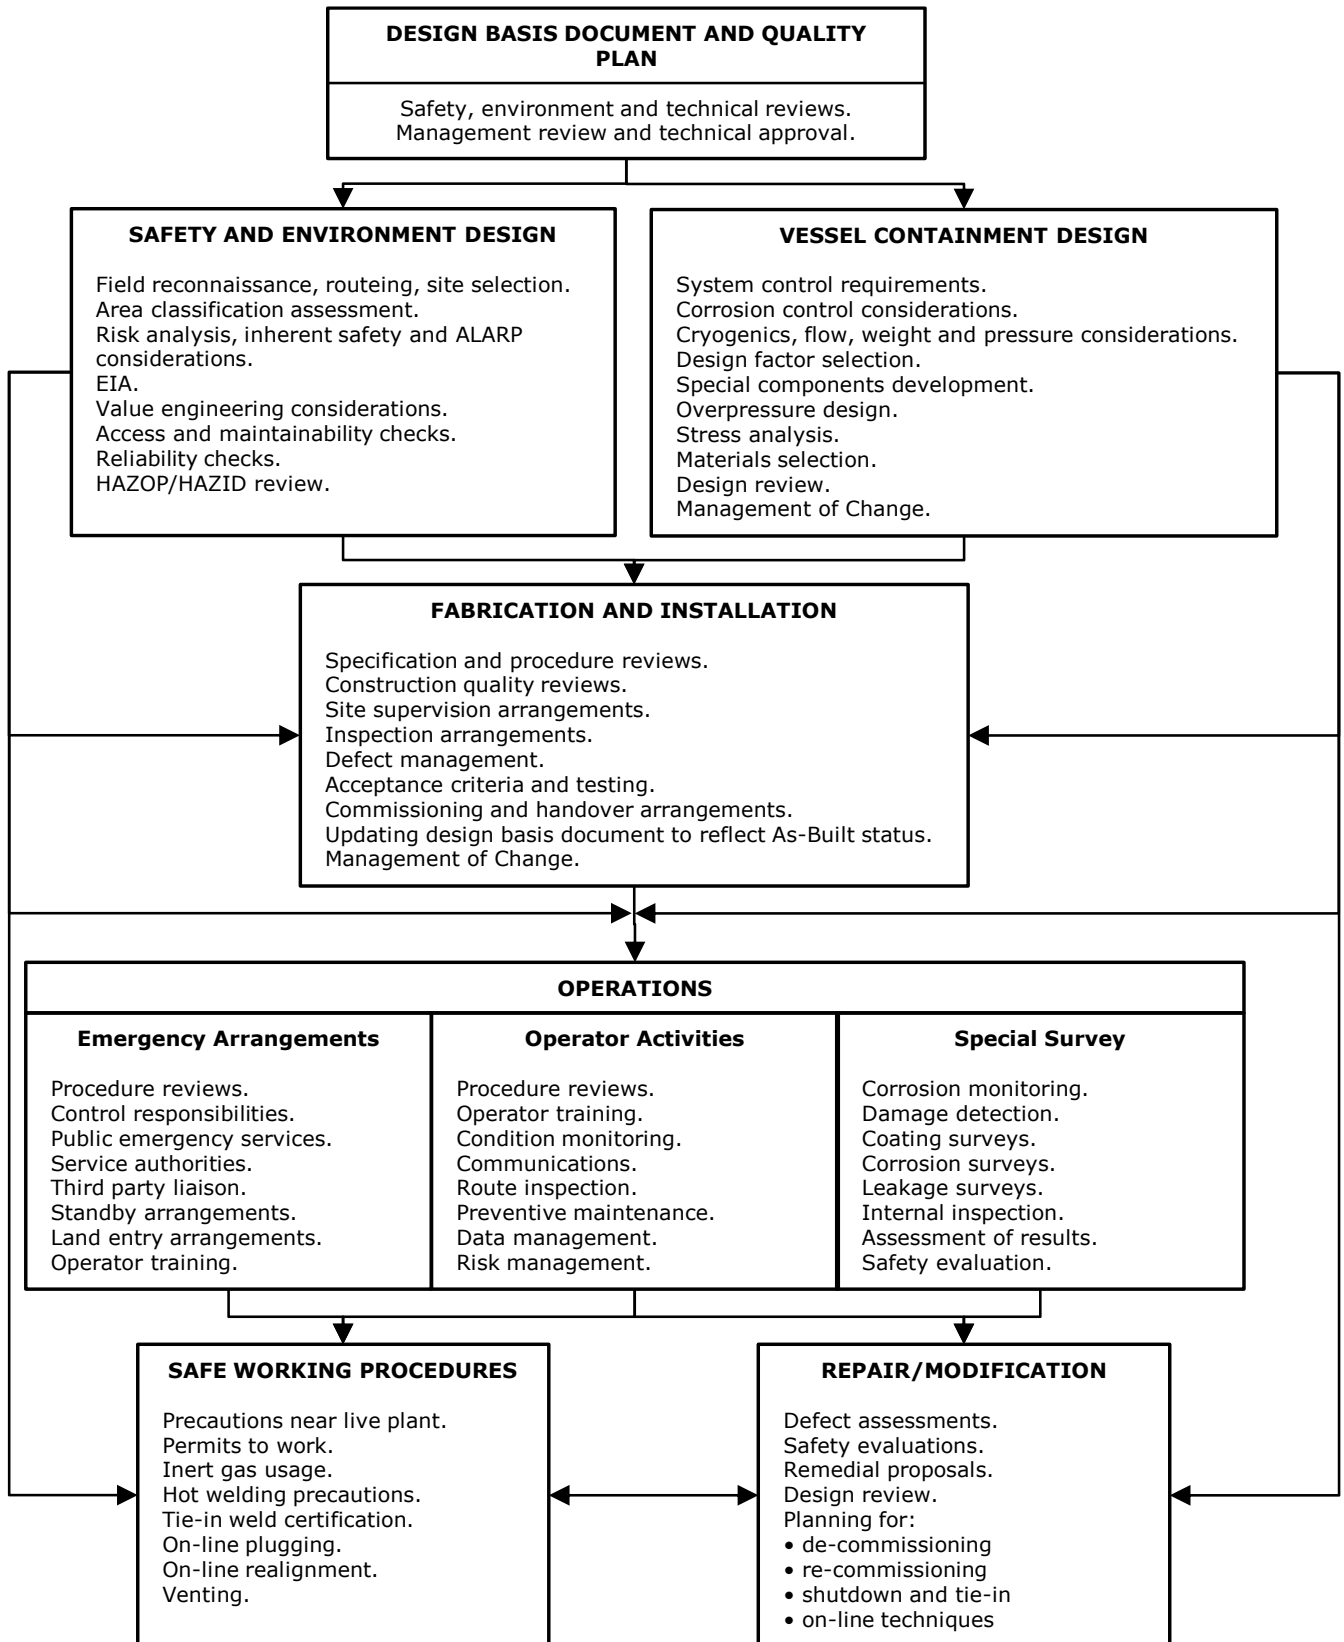 DESIGN BASIS DOCUMENT AND QUALITY
PLAN
Safety, environment and technical reviews.
Management review and technical approval.
SAFETY AND ENVIRONMENT DESIGN
Field reconnaissance, routeing, site selection.
Area classification assessment.
Risk analysis, inherent safety and ALARP
considerations.
EIA.
Value engineering considerations.
Access and maintainability checks.
Reliability checks.
HAZOP/HAZID review.
VESSEL CONTAINMENT DESIGN
System control requirements.
Corrosion control considerations.
Cryogenics, flow, weight and pressure considerations.
Design factor selection.
Special components development.
Overpressure design.
Stress analysis.
Materials selection.
Design review.
Management of Change.
FABRICATION AND INSTALLATION
Specification and procedure reviews.
Construction quality reviews.
Site supervision arrangements.
Inspection arrangements.
Defect management.
Acceptance criteria and testing.
Commissioning and handover arrangements.
Updating design basis document to reflect As-Built status.
Management of Change.
OPERATIONS
Emergency Arrangements
Procedure reviews.
Control responsibilities.
Public emergency services.
Service authorities.
Third party liaison.
Standby arrangements.
Land entry arrangements.
Operator training.
Operator Activities
Procedure reviews.
Operator training.
Condition monitoring.
Communications.
Route inspection.
Preventive maintenance.
Data management.
Risk management.
Special Survey
Corrosion monitoring.
Damage detection.
Coating surveys.
Corrosion surveys.
Leakage surveys.
Internal inspection.
Assessment of results.
Safety evaluation.
SAFE WORKING PROCEDURES
Precautions near live plant.
Permits to work.
Inert gas usage.
Hot welding precautions.
Tie-in weld certification.
On-line plugging.
On-line realignment.
Venting.
REPAIR/MODIFICATION
Defect assessments.
Safety evaluations.
Remedial proposals.
Design review.
Planning for:
• de-commissioning
• re-commissioning
• shutdown and tie-in
• on-line techniques